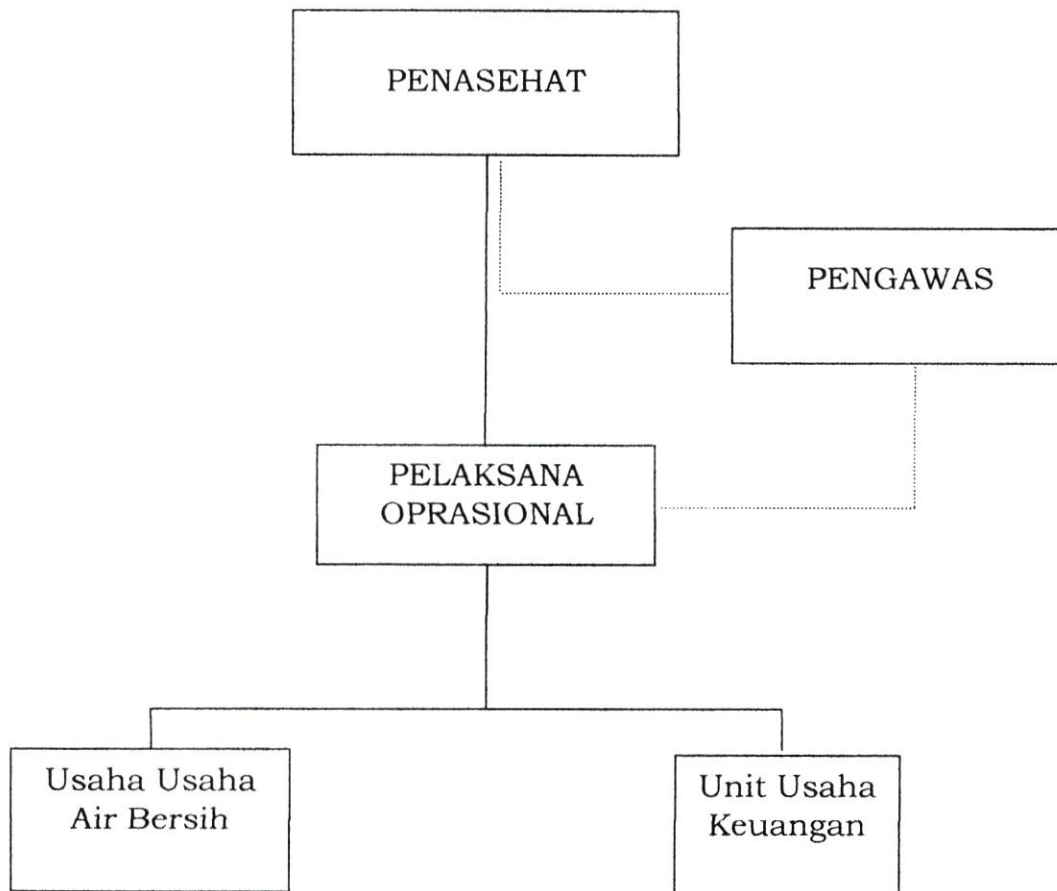 PENASEHAT
PENGAWAS
PELAKSANA
OPRASIONAL
Usaha Usaha
Air Bersih
Unit Usaha
Keuangan